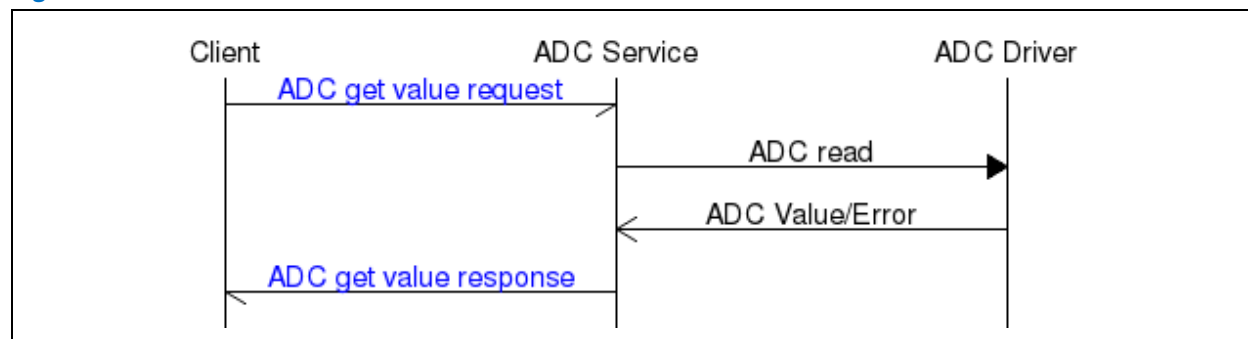 Client ADC Service ADC Driver
ADC get value request
ADC read
ADC Value/Error
ADC get value response